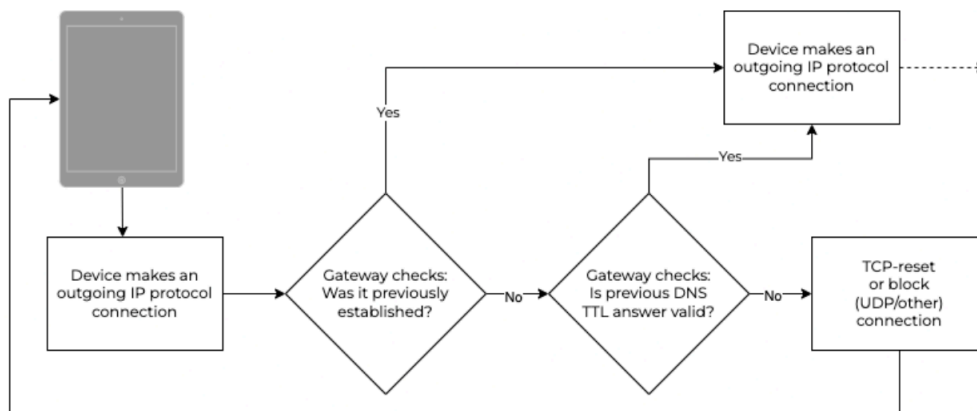 Device makes an
outgoing IP protocol
connection
Yes
Yes
Device makes an
outgoing IP protocol
connection
Gateway checks:
Was it previously
established?
No
Gateway checks:
Is previous DNS
TTL answer valid?
No
TCP-reset
or block
(UDP/other)
connection